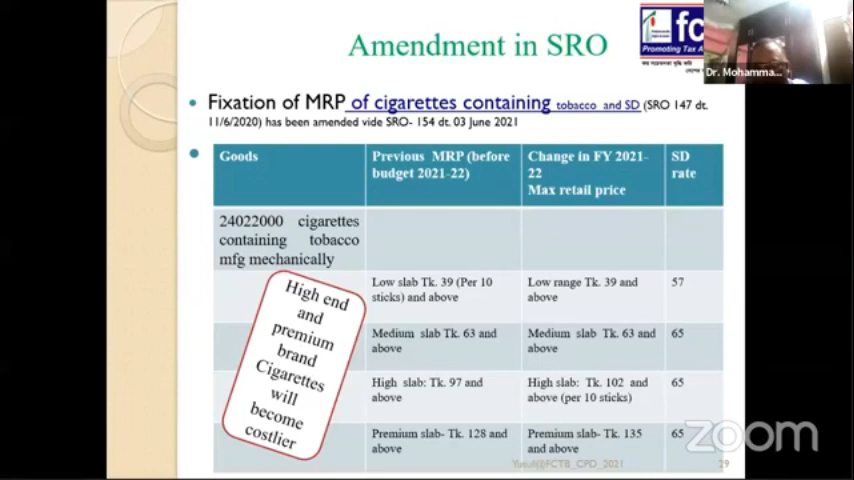 Amendment in SRO
fc
Promoting Tax A
Dr. Mohamma...
• Fixation of MRP of cigarettes containing tobacco and SD (SRO 147 dt.
11/6/2020) has been amended vide SRO- 154 dt. 03 June 2021
Goods
Previous MRP (before
budget 2021-22)
Change in FY 2021-
22
Max retail price
SD
rate
24022000 cigarettes
containing tobacco
mfg mechanically
Low slab Tk. 39 (Per 10
sticks) and above
Low range Tk. 39 and
above
57
Medium slab Tk. 63 and
above
Medium slab Tk. 63 and
above
65
High slab: Tk. 97 and
above
High slab: Tk. 102 and
above (per 10 sticks)
65
Premium slab- Tk. 128 and
above
Premium slab- Tk. 135
and above
65
High end
and
premium
brand
Cigarettes
will
become
costlier
zoom
29